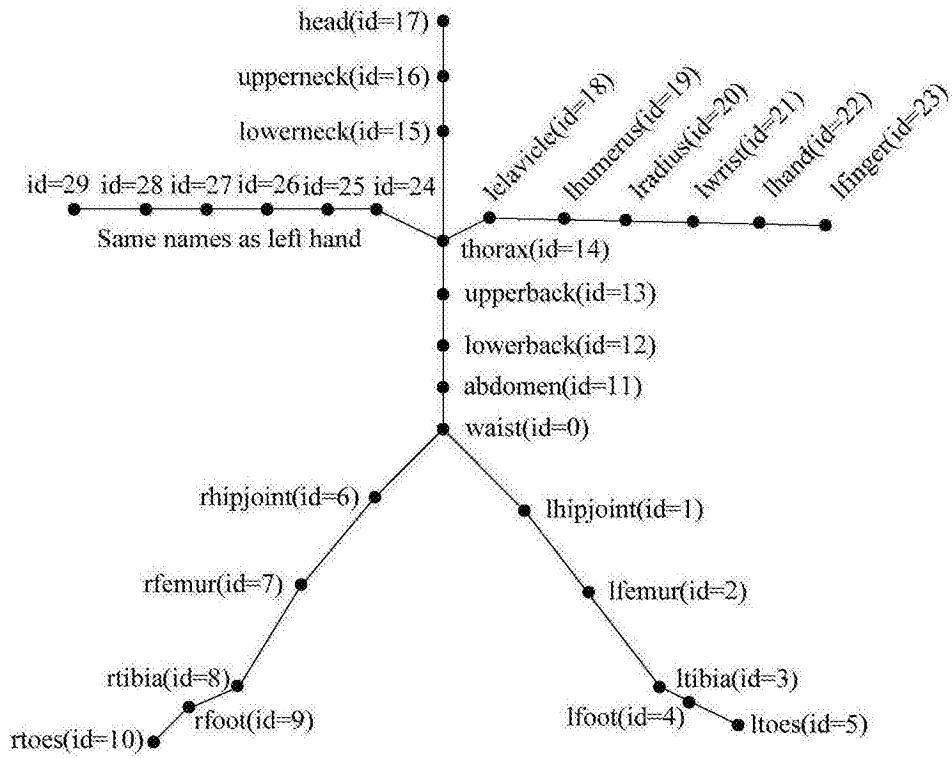 head(id=17)
upperneck(id=16)
lowerneck(id=15)
lclavicle(id=18)
lhumerus(id=19)
lradius(id=20)
lwrist(id=21)
lhand(id=22)
lfinger(id=23)
id=29
id=28
id=27
id=26
id=25
id=24
Same names as left hand
thorax(id=14)
upperback(id=13)
lowerback(id=12)
abdomen(id=11)
waist(id=0)
rhipjoint(id=6)
lhipjoint(id=1)
rfemur(id=7)
lfemur(id=2)
rtibia(id=8)
ltibia(id=3)
rfoot(id=9)
lfoot(id=4)
rtoes(id=10)
ltoes(id=5)